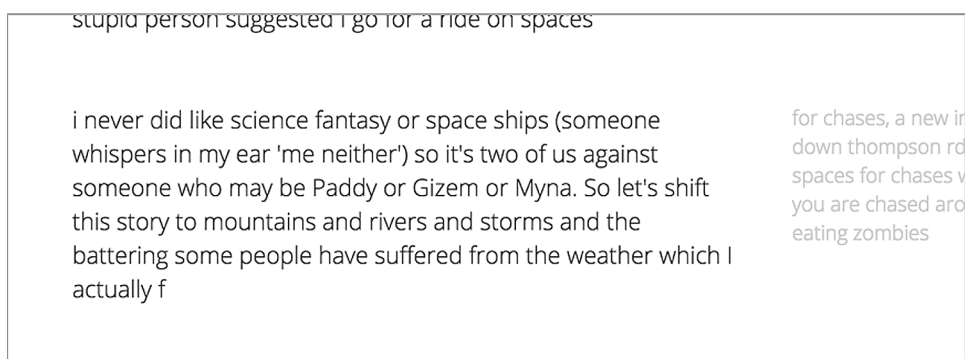 stupid person suggested i go for a ride on spaces
i never did like science fantasy or space ships (someone
whispers in my ear 'me neither') so it's two of us against
someone who may be Paddy or Gizem or Myna. So let's shift
this story to mountains and rivers and storms and the
battering some people have suffered from the weather which I
actually f
for chases, a new
down thompson rd
spaces for chases
you are chased
eating zombies